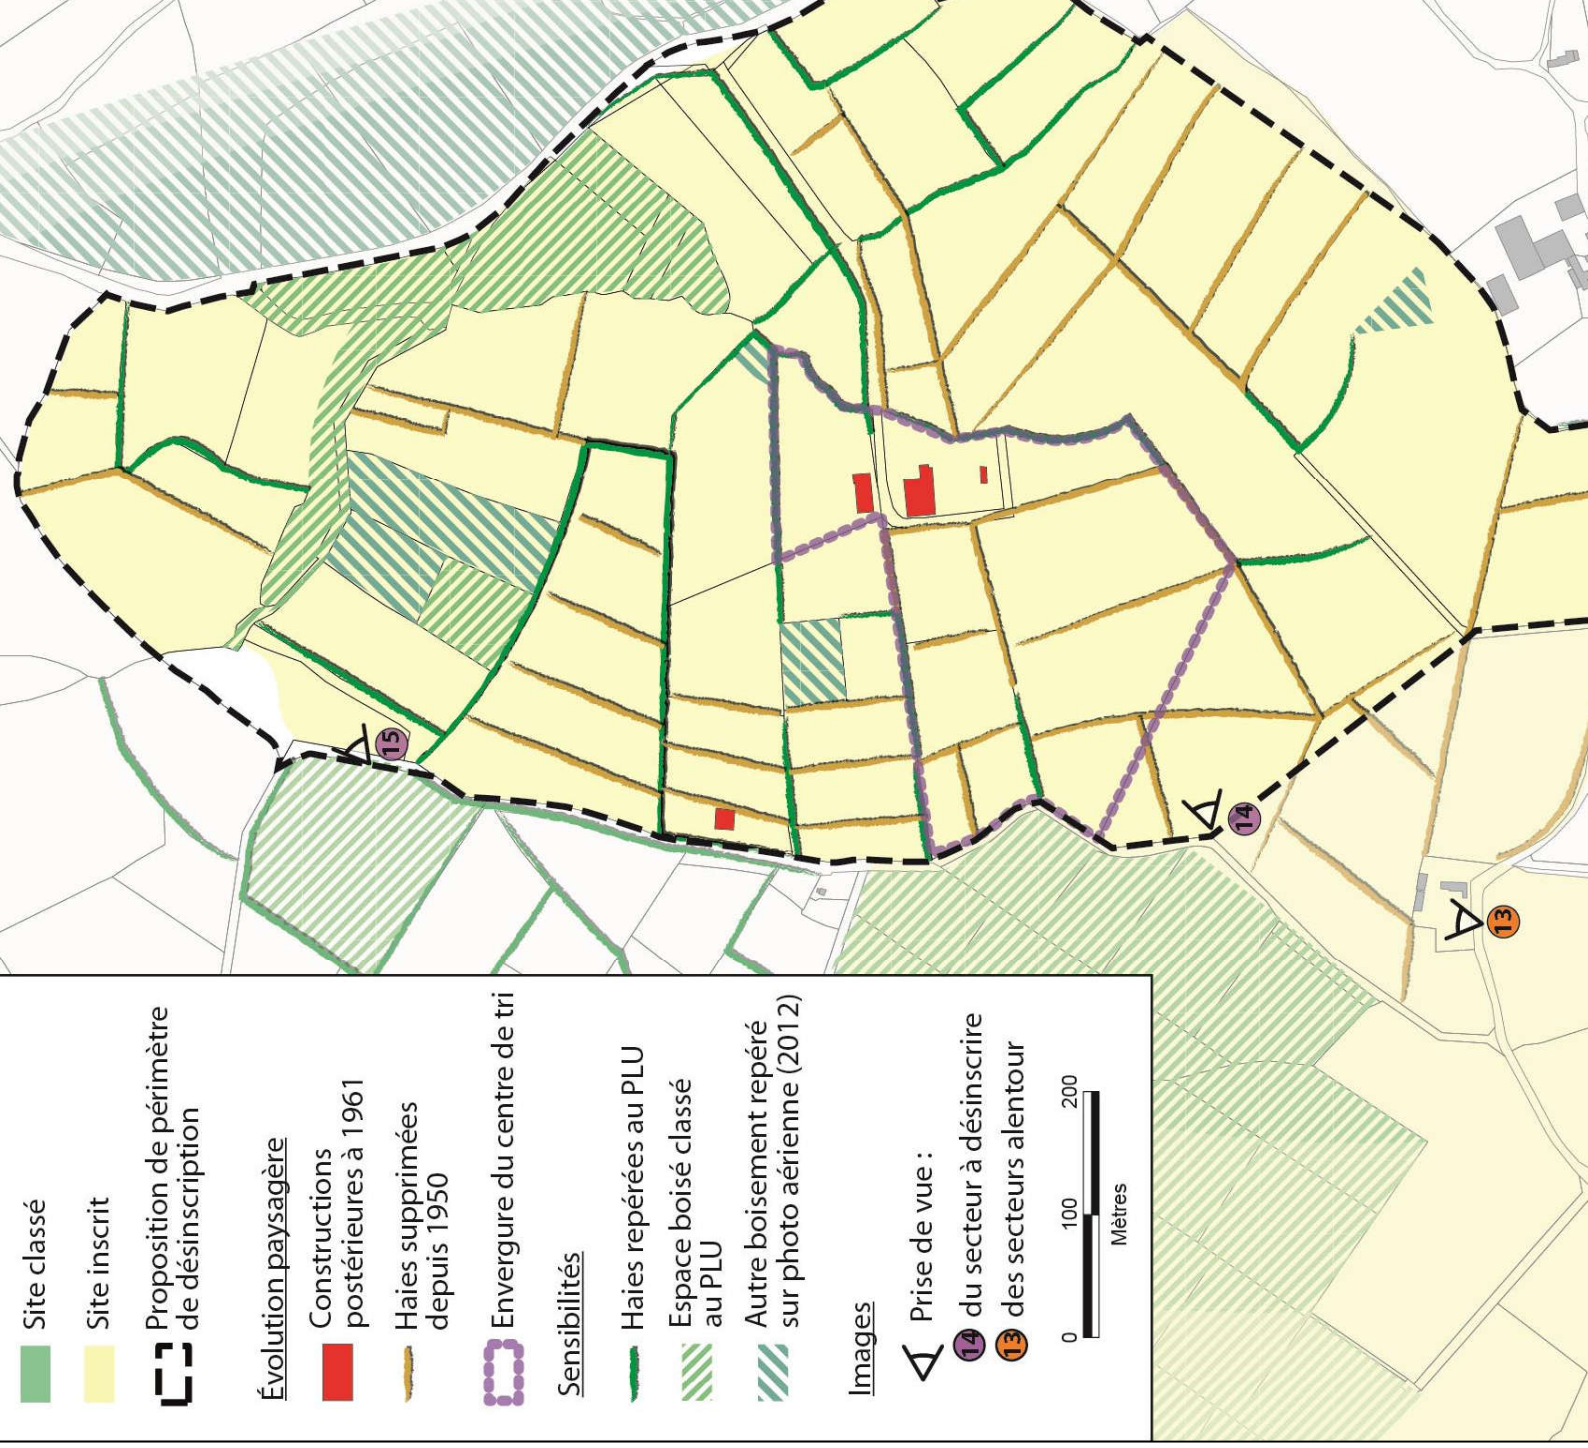 Site classé
Site inscrit
Proposition de périmètre
de désinscription
Évolution paysagère
Constructions
postérieures à 1961
Haies supprimées
depuis 1950
Envergure du centre de tri
Sensibilités
Haies repérées au PLU
Espace boisé classé
au PLU
Autre boisement repéré
sur photo aérienne (2012)
Images
Prise de vue :
14 du secteur à désinscrire
13 des secteurs alentour
0 100 200
Mètres
15
14
13